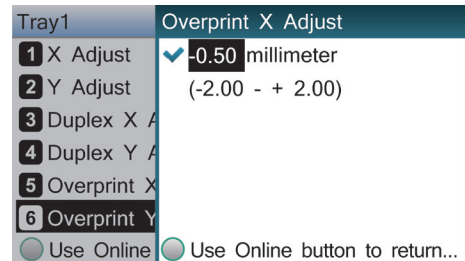 Tray1
1 X Adjust
2 Y Adjust
3 Duplex X
4 Duplex Y
5 Overprint X
6 Overprint Y
Use Online
Overprint X Adjust
-0.50 millimeter
(-2.00 - + 2.00)
Use Online button to return...